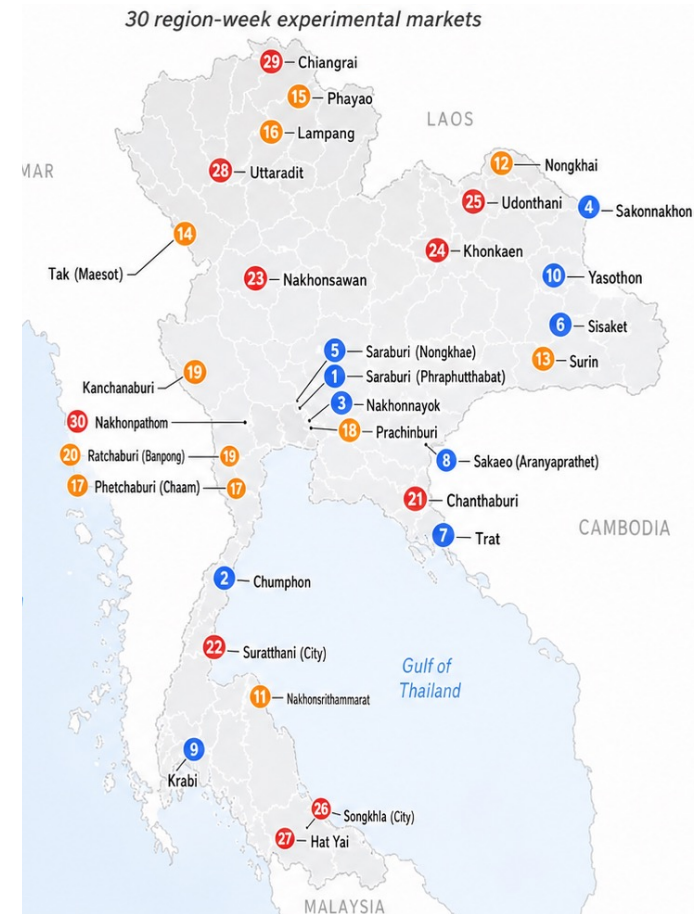 30 region-week experimental markets
29 Chiangrai
15 Phayao
16 Lampang
LAOS
MAR
28 Uttaradit
12 Nongkhai
25 Udonthani
4 Sakonnakhon
14
Tak (Maesot)
24 Khonkaen
23 Nakhonsawan
10 Yasothon
6 Sisaket
5 Saraburi (Nongkhae)
13 Surin
1 Saraburi (Phraphutthabat)
19
Kanchanaburi
3 Nakhonnayok
30 Nakhonpathom
18 Prachinburi
20 Ratchaburi (Banpong) 19
8 Sakaeo (Aranyaprathet)
17 Phetchaburi (Chaam) 17
21 Chanthaburi
CAMBODIA
7 Trat
2 Chumphon
22 Suratthani (City)
Gulf of
Thailand
11 Nakhonsrithammarat
9
Krabi
26 Songkhla (City)
27 Hat Yai
MALAYSIA